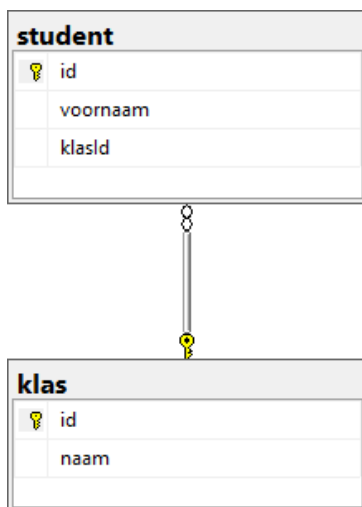 student
id
voornaam
klasId
klas
id
naam